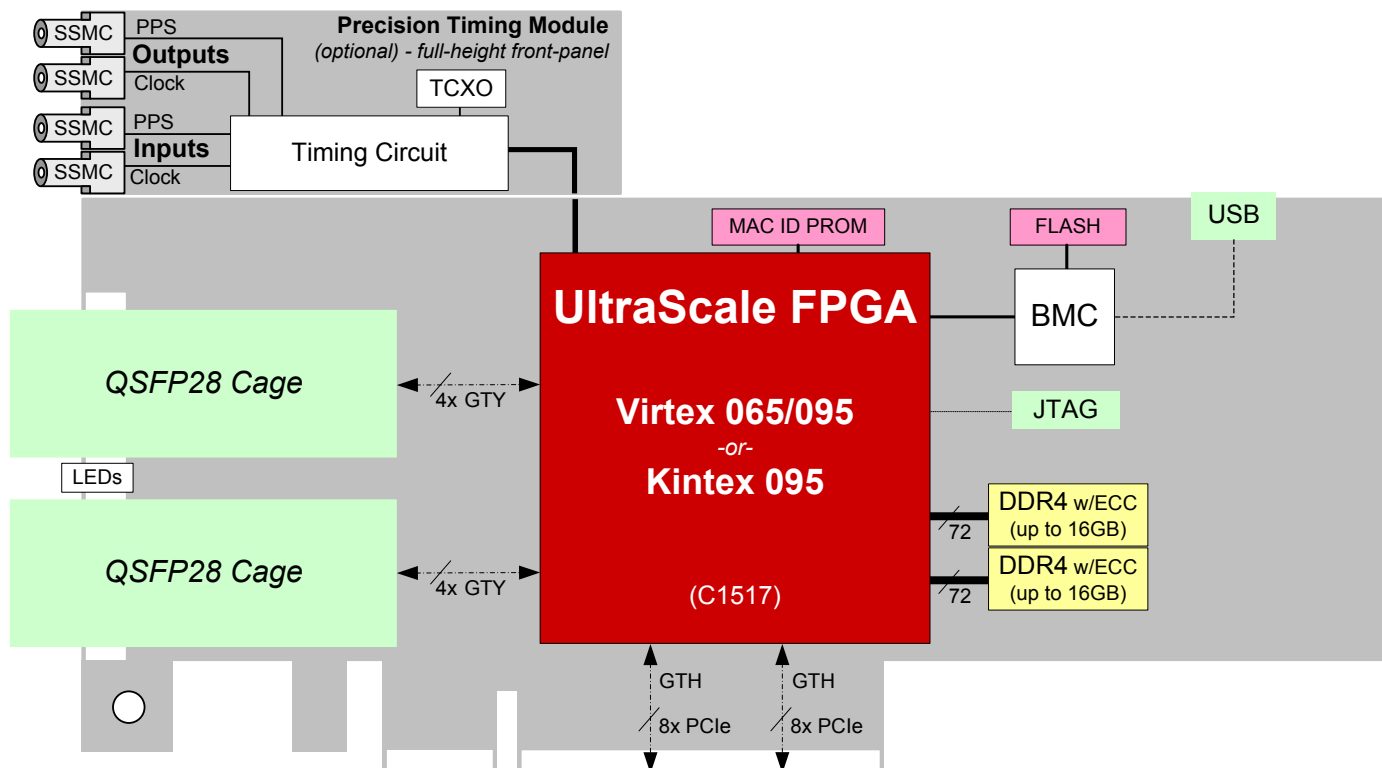 SSMC
PPS
Outputs
SSMC
Clock
SSMC
PPS
Inputs
SSMC
Clock
Precision Timing Module
(optional) - full-height front-panel
TCXO
Timing Circuit
MAC ID PROM
FLASH
USB
UltraScale FPGA
BMC
QSFP28 Cage
4x GTY
Virtex 065/095
-or-
Kintex 095
JTAG
LEDs
DDR4 w/ECC
(up to 16GB)
72
DDR4 w/ECC
(up to 16GB)
72
QSFP28 Cage
4x GTY
(C1517)
GTH
GTH
8x PCIe
8x PCIe